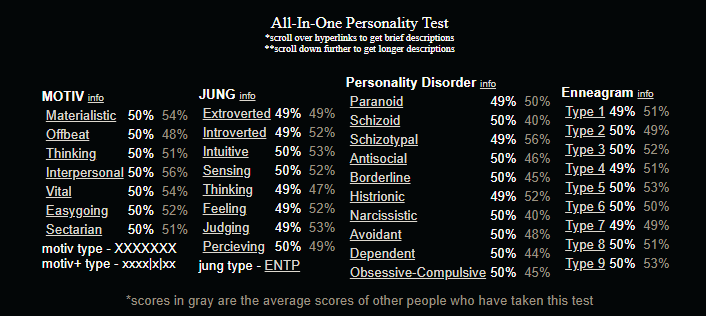 All-In-One Personality Test
*scroll over hyperlinks to get brief descriptions
**scroll down further to get longer descriptions
MOTIV info
Materialistic 50% 54%
Offbeat 50% 48%
Thinking 50% 51%
Interpersonal 50% 56%
Vital 50% 54%
Easygoing 50% 52%
Sectarian 50% 51%
motiv type - XXXXXXX
motiv+ type - xxxx|x|xx
JUNG info
Extroverted 49% 49%
Introverted 49% 52%
Intuitive 50% 53%
Sensing 50% 52%
Thinking 49% 47%
Feeling 49% 52%
Judging 49% 53%
Percieving 50% 49%
jung type - ENTP
Personality Disorder info
Paranoid 49% 50%
Schizoid 50% 40%
Schizotypal 49% 56%
Antisocial 50% 46%
Borderline 50% 45%
Histrionic 49% 52%
Narcissistic 50% 40%
Avoidant 50% 48%
Dependent 50% 44%
Obsessive-Compulsive 50% 45%
Enneagram info
Type 1 49% 51%
Type 2 50% 49%
Type 3 50% 52%
Type 4 49% 51%
Type 5 50% 53%
Type 6 50% 50%
Type 7 49% 49%
Type 8 50% 51%
Type 9 50% 53%
*scores in gray are the average scores of other people who have taken this test